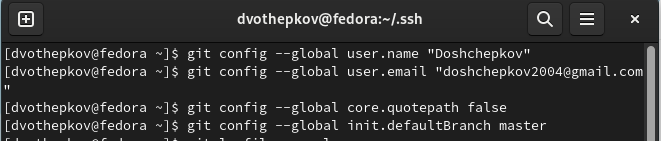 dvothepkov@fedora:~/.ssh
[dvothepkov@fedora ~]$ git config --global user.name "Doshchepkov"
[dvothepkov@fedora ~]$ git config --global user.email "doshchepkov2004@gmail.com
"
[dvothepkov@fedora ~]$ git config --global core.quotepath false
[dvothepkov@fedora ~]$ git config --global init.defaultBranch master